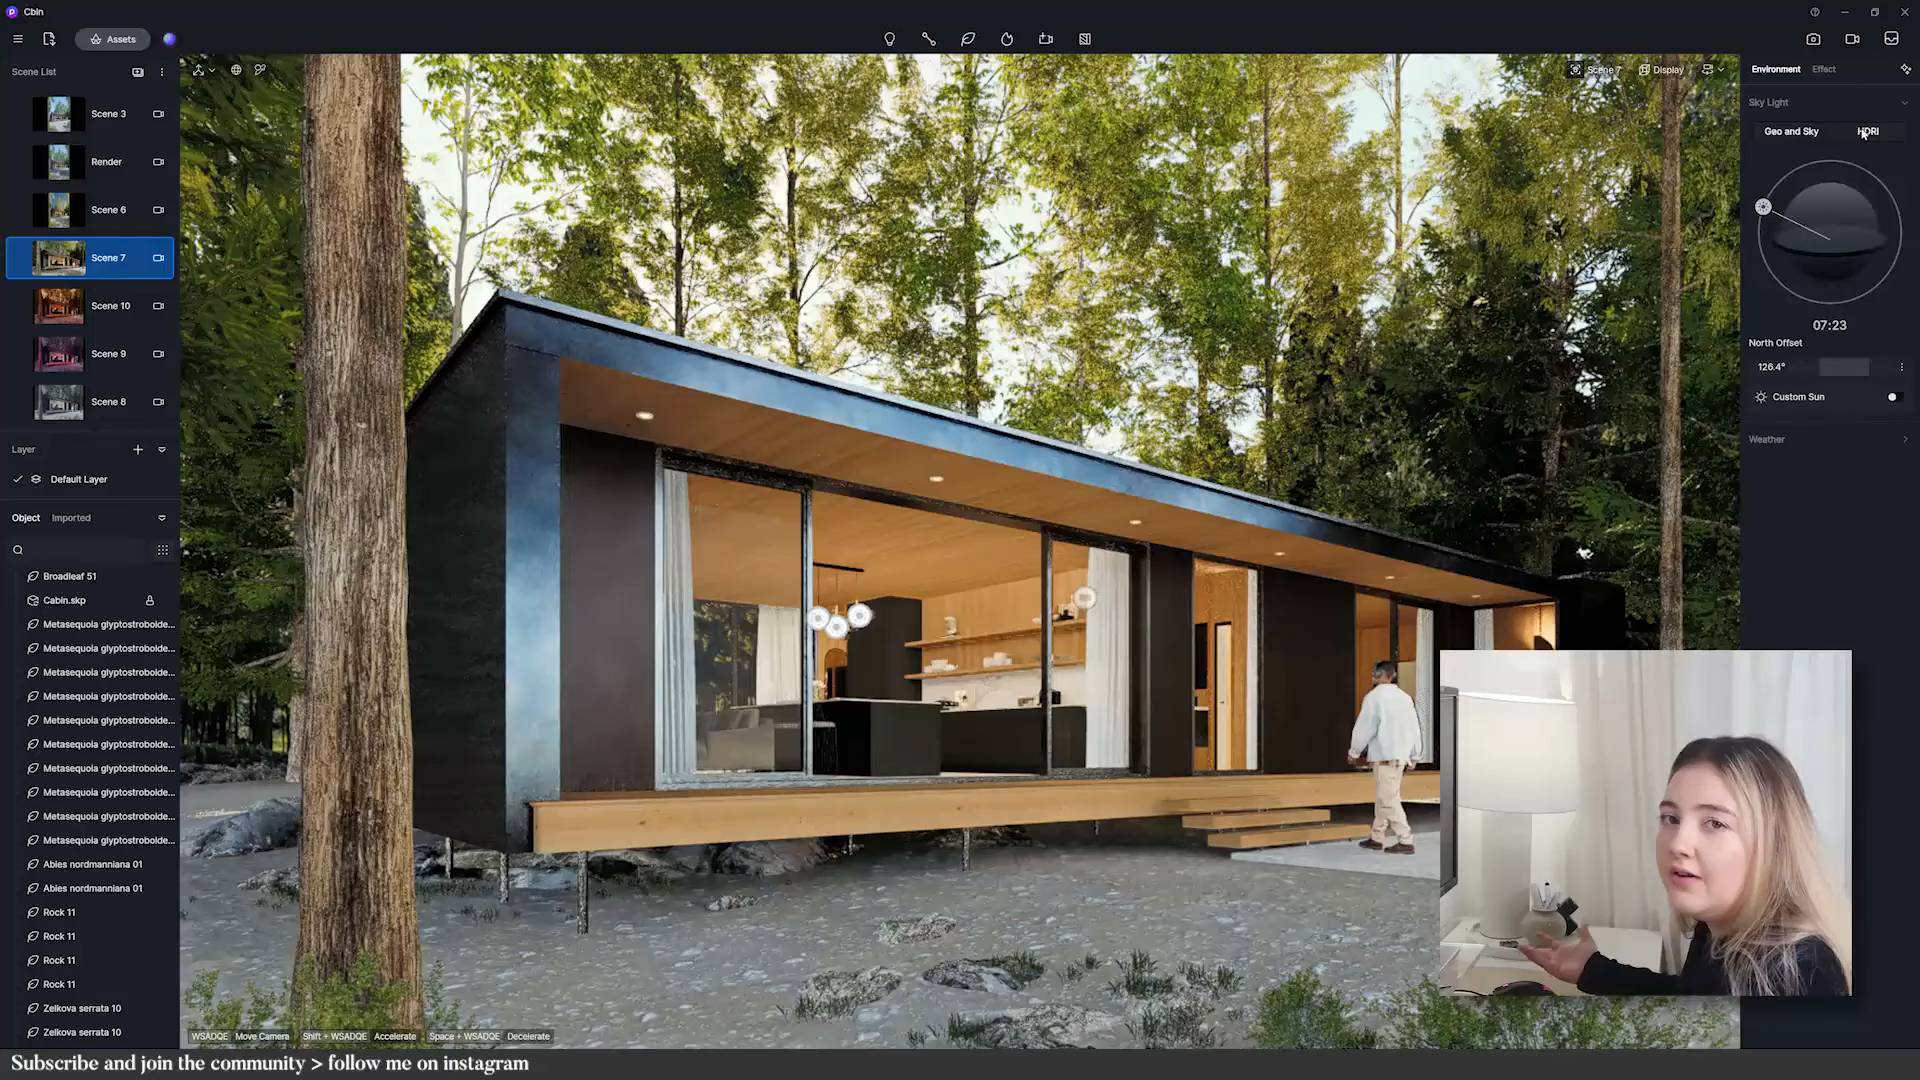 Cbin
Assets
Scene List
Scene 3
Render
Scene 6
Scene 7
Scene 10
Scene 9
Scene 8
Layer
Default Layer
Object Imported
Broadleaf 51
Cabin.skp
Metasequoia glyptostroboide...
Metasequoia glyptostroboide...
Metasequoia glyptostroboide...
Metasequoia glyptostroboide...
Metasequoia glyptostroboide...
Metasequoia glyptostroboide...
Metasequoia glyptostroboide...
Metasequoia glyptostroboide...
Metasequoia glyptostroboide...
Metasequoia glyptostroboide...
Abies nordmanniana 01
Abies nordmanniana 01
Rock 11
Rock 11
Rock 11
Rock 11
Zelkova serrata 10
Zelkova serrata 10
Scene 7 Display
WSADQE Move Camera Shift + WSADQE Accelerate Space + WSADQE Decelerate
Environment Effect
Sky Light
Geo and Sky HDRI
07:23
North Offset
126.4°
Custom Sun
Weather
Subscribe and join the community > follow me on instagram